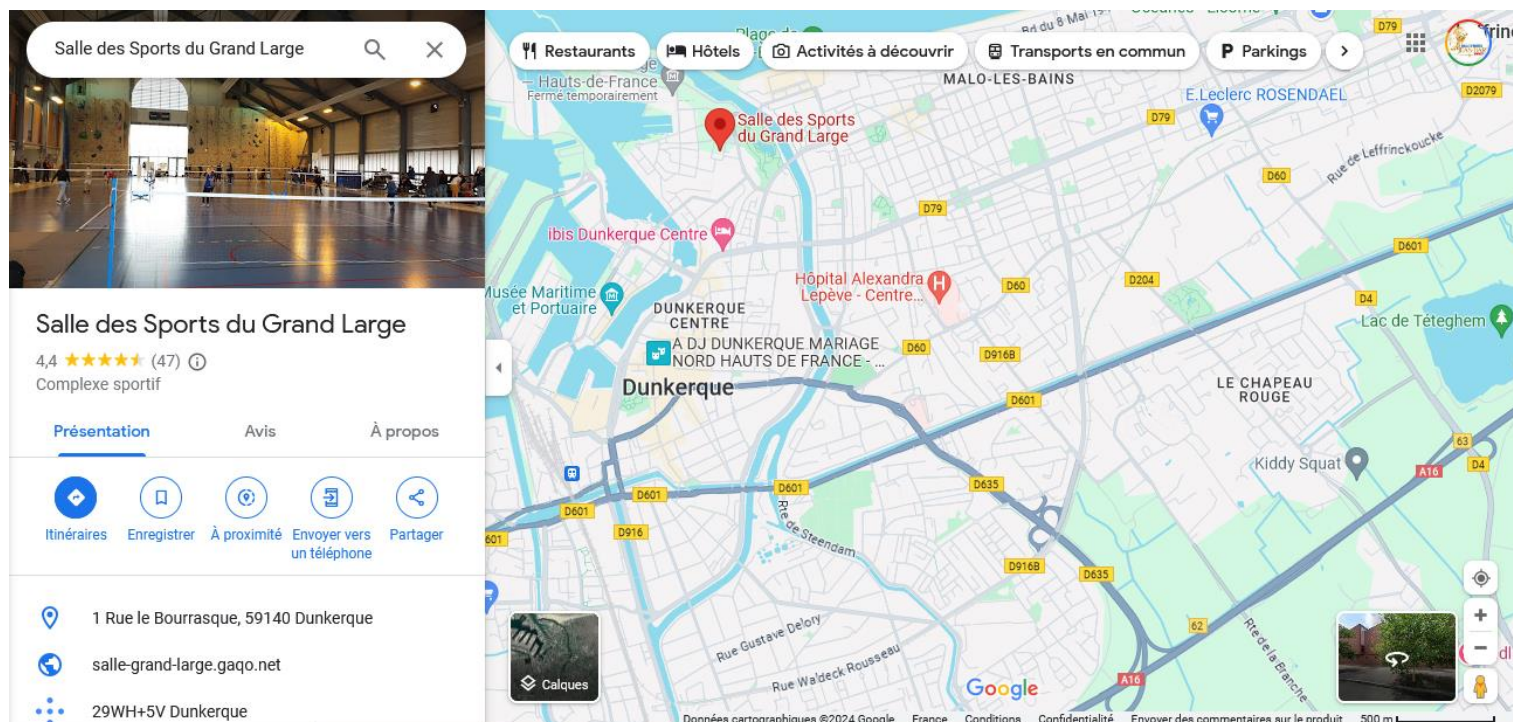 Salle des Sports du Grand Large
Salle des Sports du Grand Large
4,4 (47)
Complexe sportif
Présentation
Avis
À propos
Itinéraires
Enregistrer
À proximité
Envoyer vers
un téléphone
Partager
1 Rue le Bourrasque, 59140 Dunkerque
salle-grand-large.gaqo.net
29WH+5V Dunkerque
Restaurants
Hôtels
Activités à découvrir
Transports en commun
P Parkings
Rd du 8 Mai
D79
Hauts-de-France
Fermé temporairement
MALO-LES-BAINS
E.Leclerc ROSENDAEL
D2079
D79
Salle des Sports
du Grand Large
Rue de Leffrinckoucke
D60
D79
ibis Dunkerque Centre
D601
Hôpital Alexandra
Lepève - Centre...
H
D60
D204
Musée Maritime
et Portuaire
D4
DUNKERQUE
CENTRE
Lac de Téteghem
A DJ DUNKERQUE MARIAGE
NORD HAUTS DE FRANCE - ...
D60
D916B
Dunkerque
LE CHAPEAU
ROUGE
D601
63
Kiddy Squat
A16
D4
D601
D601
D635
D601
D916
601
Rte de Steendam
D916B
D635
Rue Gustave Delory
62
Rue Waldeck Rousseau
Rte de la Branche
A16
Calques
Google
Données cartographiques ©2024 Google
France
Conditions
Confidentialité
Envoyer des commentaires sur le produit
500 m